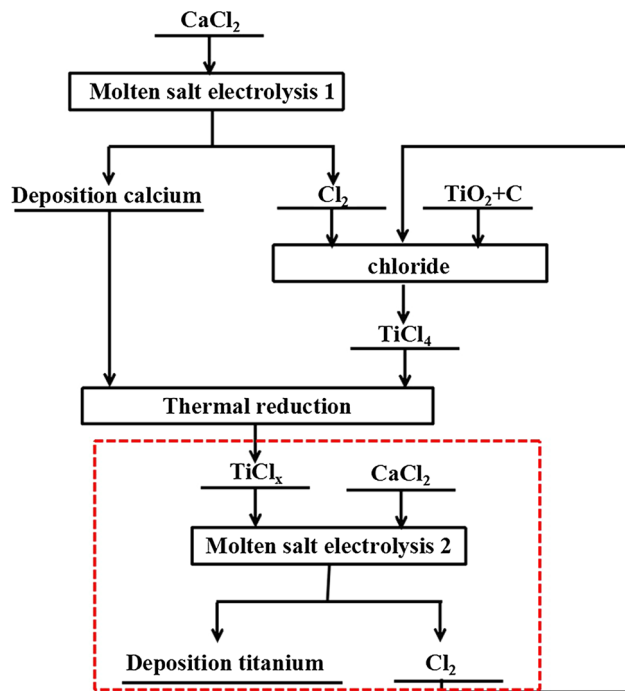 CaCl₂
Molten salt electrolysis 1
Deposition calcium
Cl₂
TiO₂+C
chloride
TiCl₄
Thermal reduction
TiClₓ
CaCl₂
Molten salt electrolysis 2
Deposition titanium
Cl₂